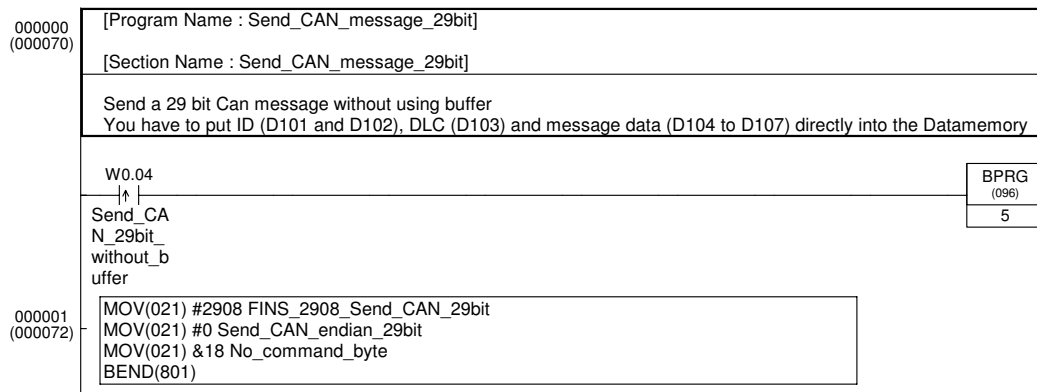 000000
(000070)
[Program Name : Send_CAN_message_29bit]
[Section Name : Send_CAN_message_29bit]
Send a 29 bit Can message without using buffer
You have to put ID (D101 and D102), DLC (D103) and message data (D104 to D107) directly into the Datamemory
W0.04
Send_CA
N_29bit_
without_b
uffer
BPRG
(096)
5
000001
(000072)
MOV(021) #2908 FINS_2908_Send_CAN_29bit
MOV(021) #0 Send_CAN_endian_29bit
MOV(021) &18 No_command_byte
BEND(801)